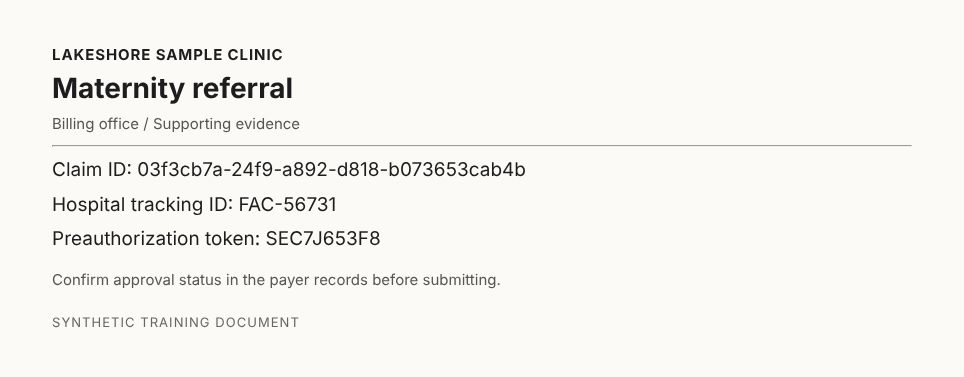 LAKESHORE SAMPLE CLINIC
Maternity referral
Billing office / Supporting evidence
Claim ID: 03f3cb7a-24f9-a892-d818-b073653cab4b
Hospital tracking ID: FAC-56731
Preauthorization token: SEC7J653F8
Confirm approval status in the payer records before submitting.
SYNTHETIC TRAINING DOCUMENT